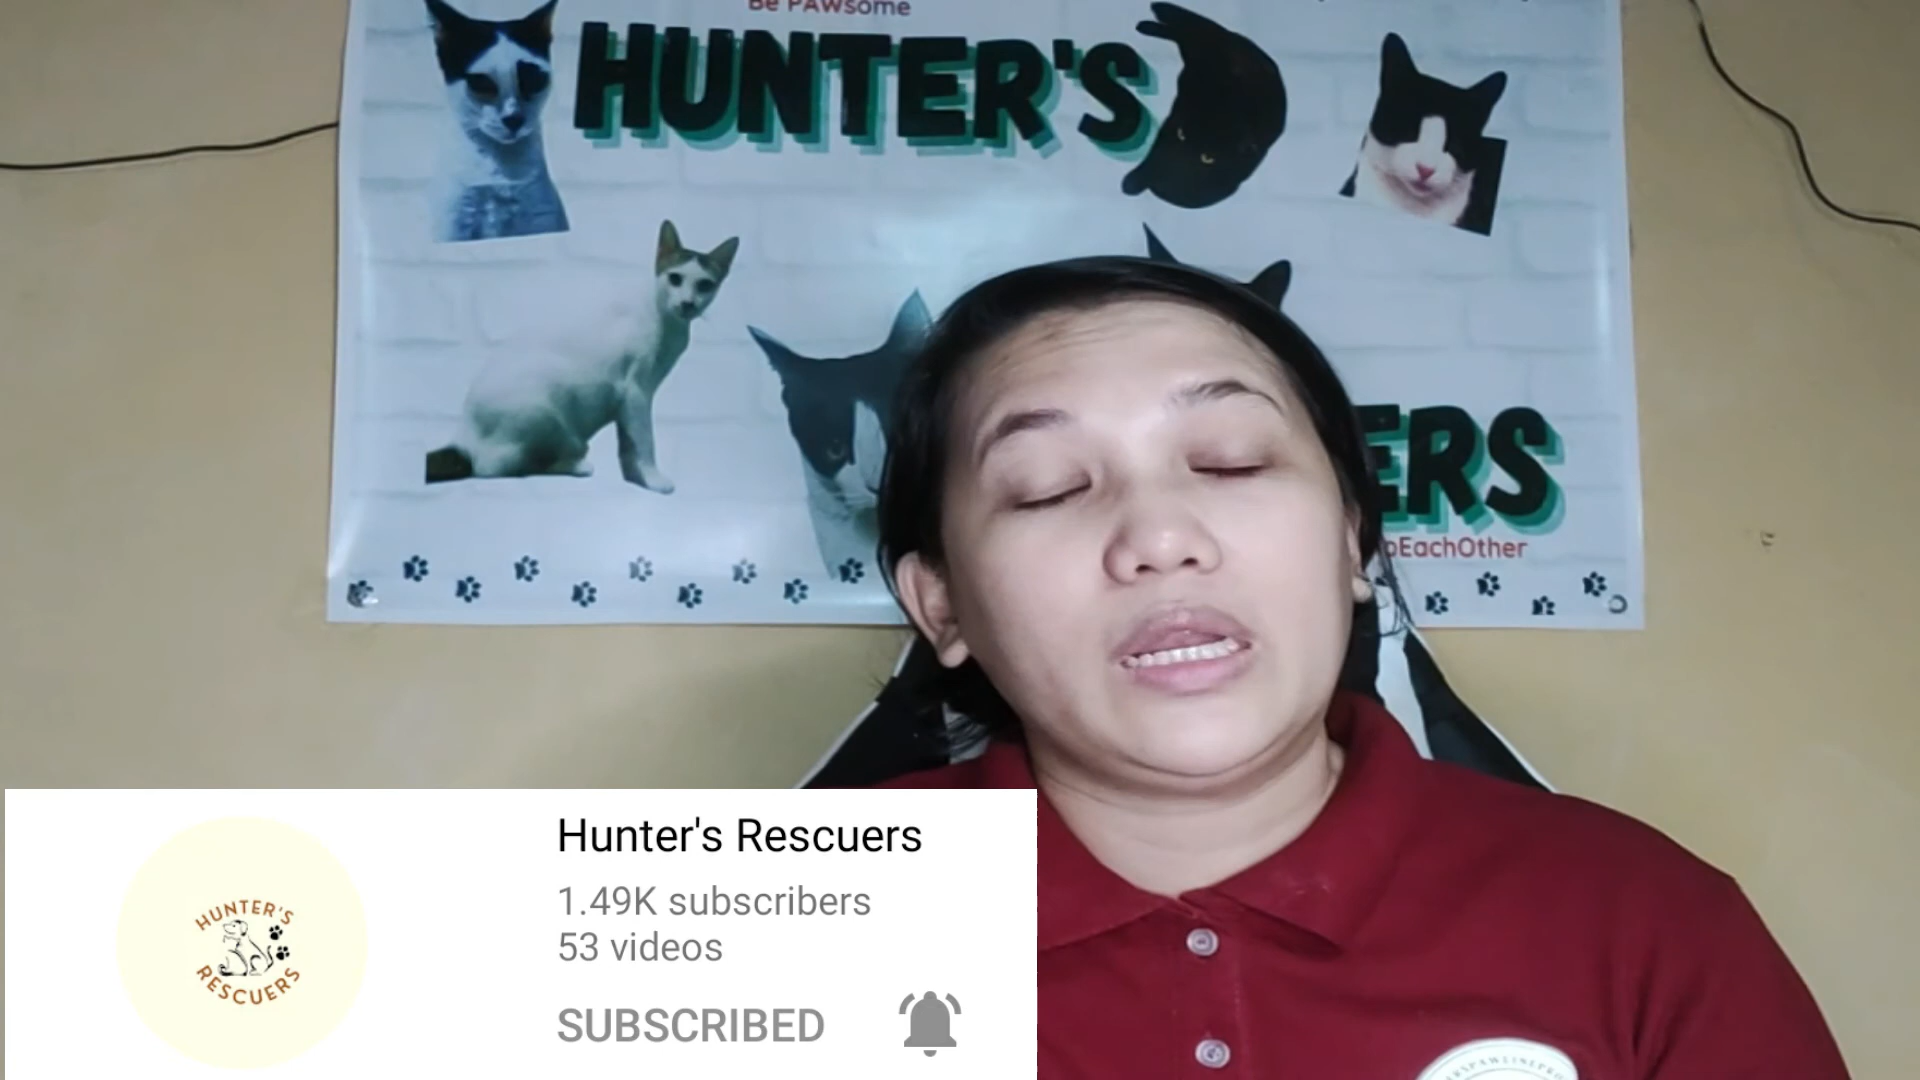 Be PAWsome
HUNTER'S
ERS
EachOther
Hunter's Rescuers
1.49K subscribers
53 videos
SUBSCRIBED
HUNTER'S
RESCUERS